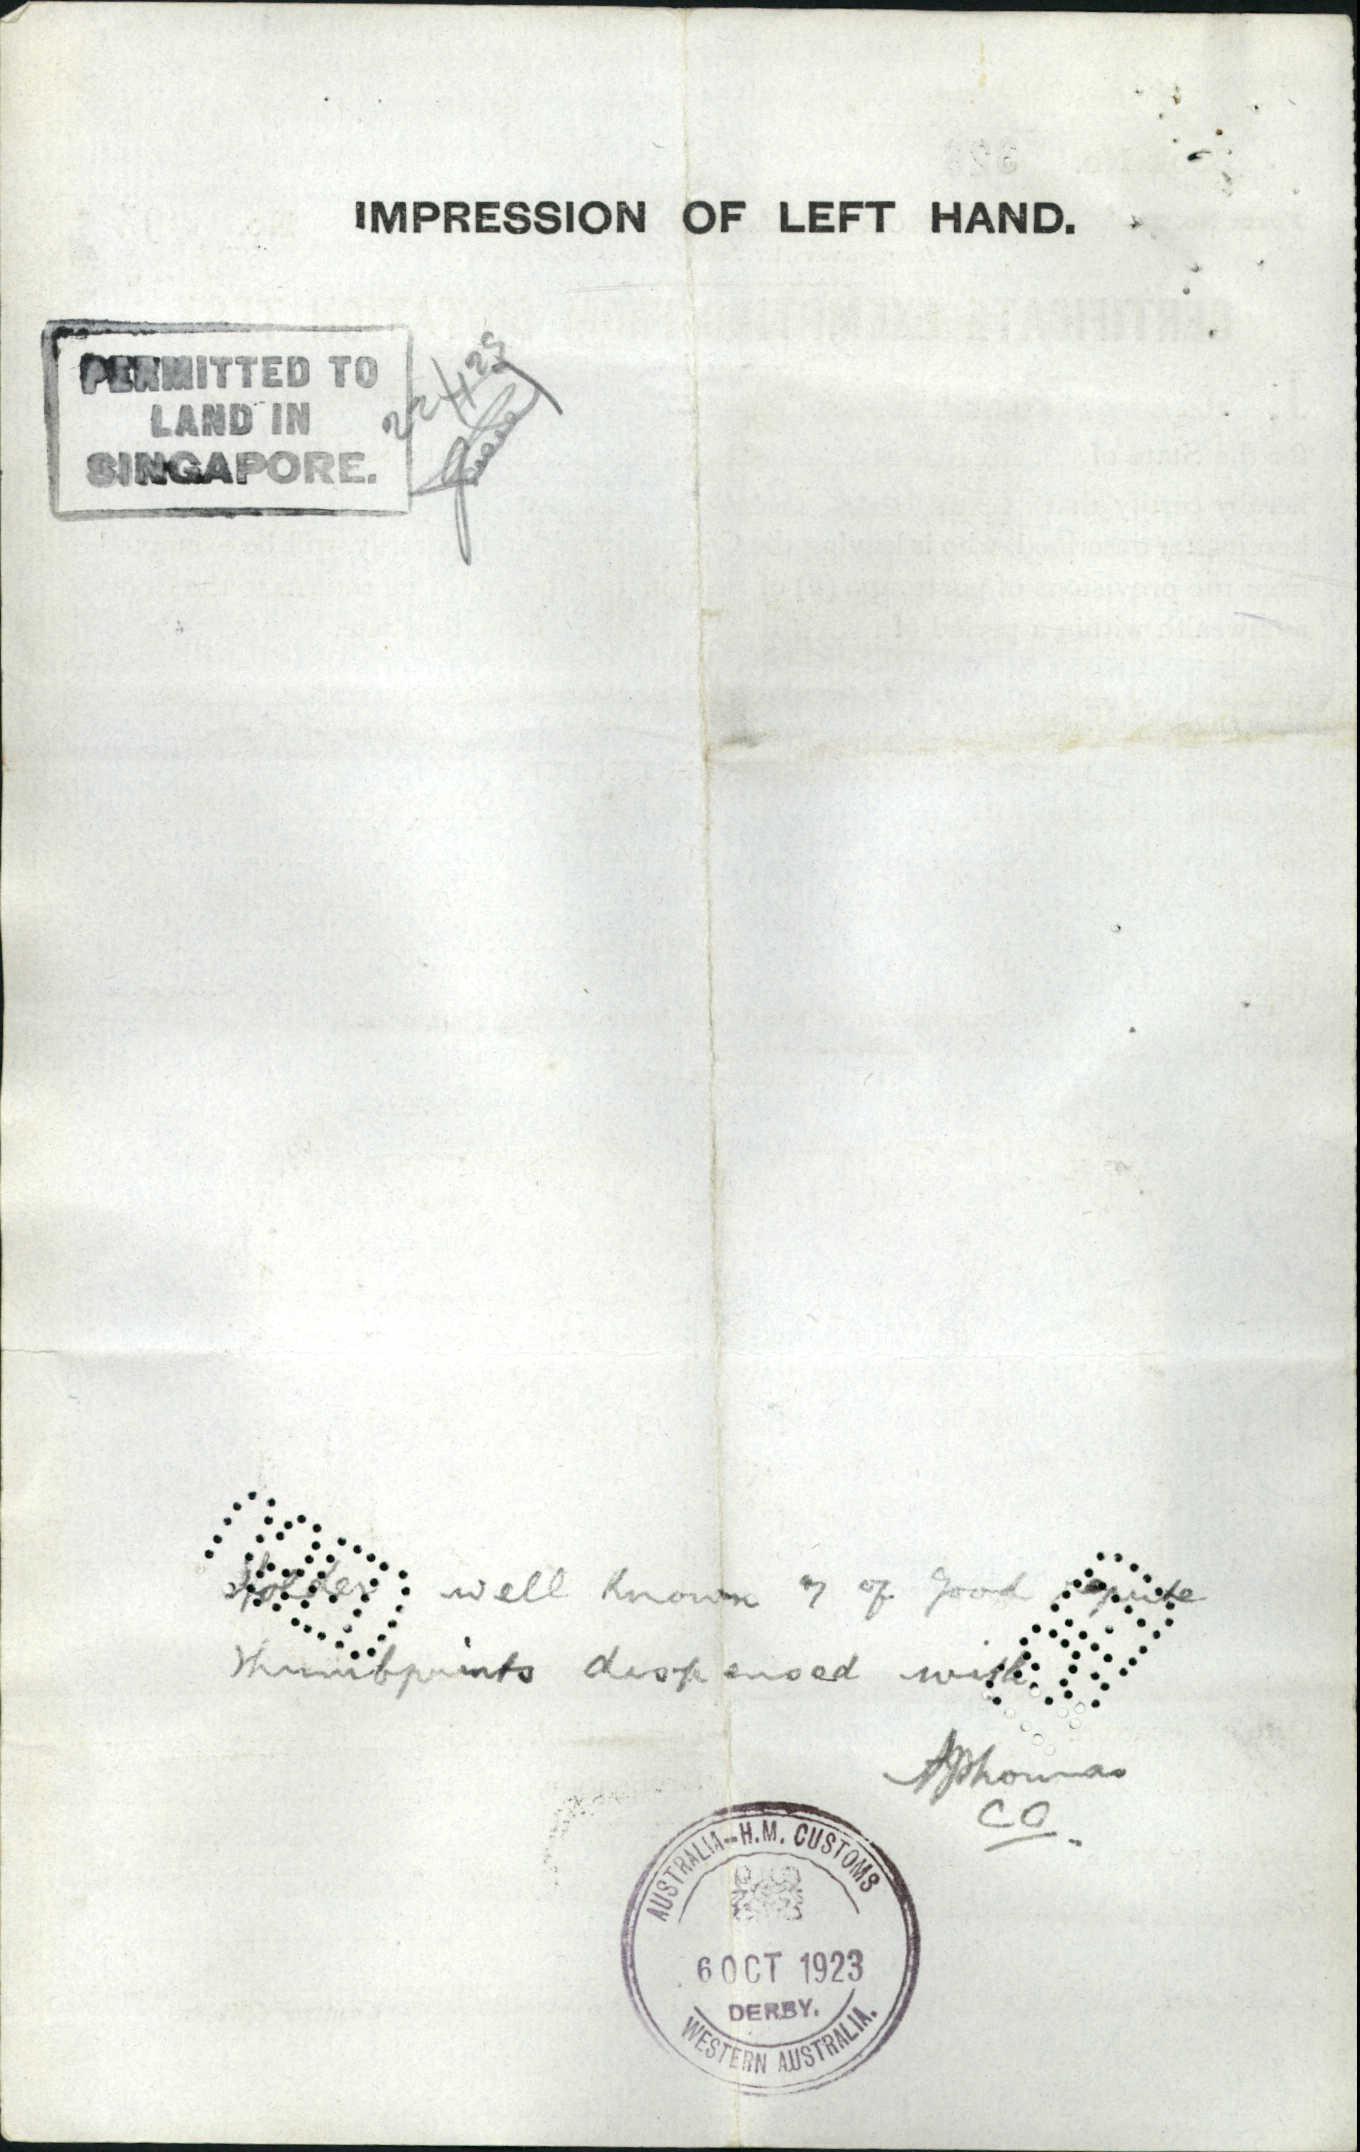 IMPRESSION OF LEFT HAND.
PERMITTED TO
LAND IN
SINGAPORE.
Holder well known & of good repute
Thumbprints dispensed with
CO
AUSTRALIA-H.M. CUSTOMS
6 OCT 1923
DERBY.
WESTERN AUSTRALIA.